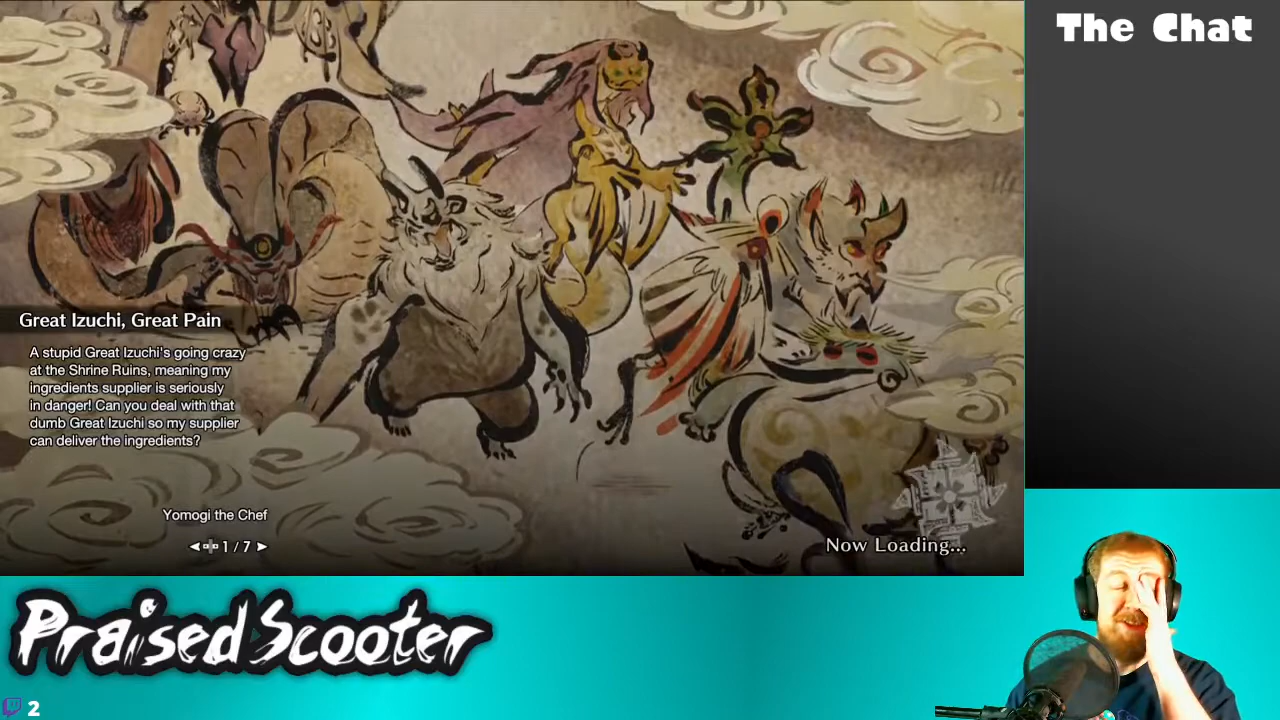 The Chat
Great Izuchi, Great Pain
A stupid Great Izuchi's going crazy
at the Shrine Ruins, meaning my
ingredients supplier is seriously
in danger! Can you deal with that
dumb Great Izuchi so my supplier
can deliver the ingredients?
Yomogi the Chef
1 / 7
Now Loading...
Praised Scooter
2